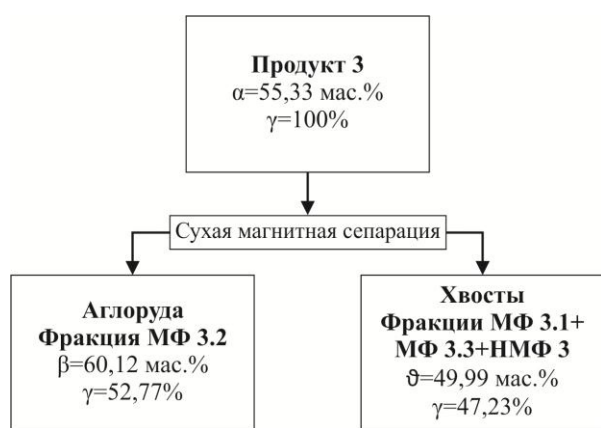 Продукт 3
α=55,33 мас.%
γ=100%
Сухая магнитная сепарация
Аглоруда
Фракция МФ 3.2
β=60,12 мас.%
γ=52,77%
Хвосты
Фракции МФ 3.1+
МФ 3.3+НМФ 3
ϑ=49,99 мас.%
γ=47,23%